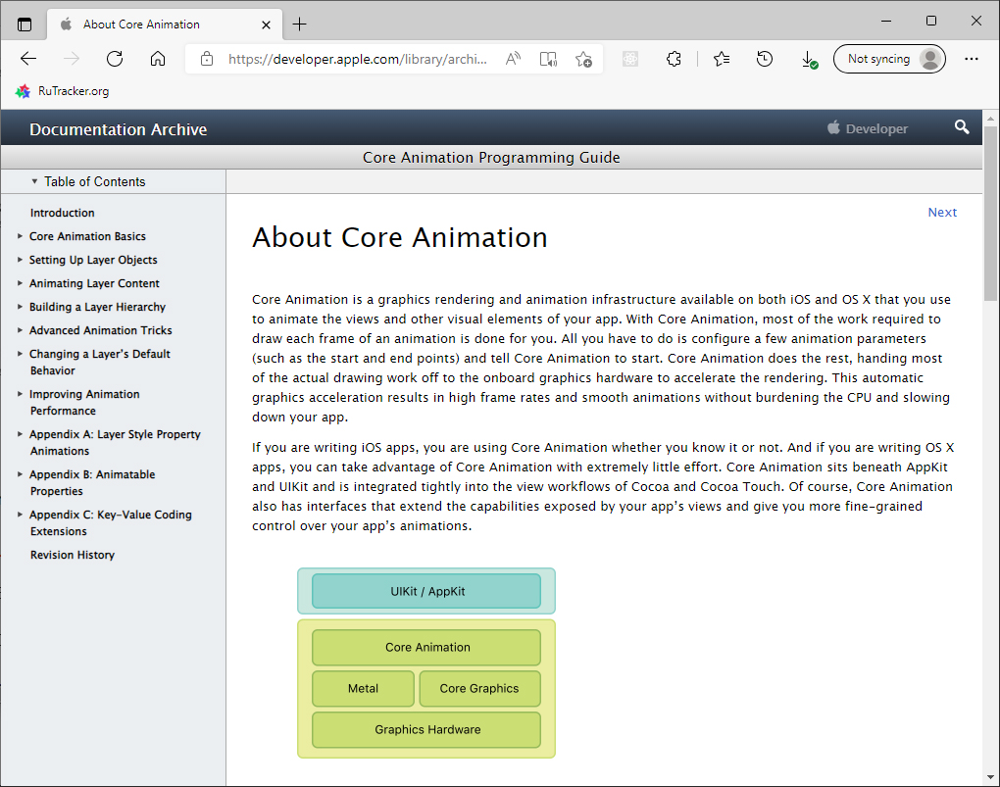 About Core Animation
https://developer.apple.com/library/archi...
Not syncing
RuTracker.org
Documentation Archive
Developer
Core Animation Programming Guide
Table of Contents
Introduction
Core Animation Basics
Setting Up Layer Objects
Animating Layer Content
Building a Layer Hierarchy
Advanced Animation Tricks
Changing a Layer's Default
Behavior
Improving Animation
Performance
Appendix A: Layer Style Property
Animations
Appendix B: Animatable
Properties
Appendix C: Key-Value Coding
Extensions
Revision History
Next
About Core Animation
Core Animation is a graphics rendering and animation infrastructure available on both iOS and OS X that you use
to animate the views and other visual elements of your app. With Core Animation, most of the work required to
draw each frame of an animation is done for you. All you have to do is configure a few animation parameters
(such as the start and end points) and tell Core Animation to start. Core Animation does the rest, handing most
of the actual drawing work off to the onboard graphics hardware to accelerate the rendering. This automatic
graphics acceleration results in high frame rates and smooth animations without burdening the CPU and slowing
down your app.
If you are writing iOS apps, you are using Core Animation whether you know it or not. And if you are writing OS X
apps, you can take advantage of Core Animation with extremely little effort. Core Animation sits beneath AppKit
and UIKit and is integrated tightly into the view workflows of Cocoa and Cocoa Touch. Of course, Core Animation
also has interfaces that extend the capabilities exposed by your app's views and give you more fine-grained
control over your app's animations.
UIKit / AppKit
Core Animation
Metal
Core Graphics
Graphics Hardware